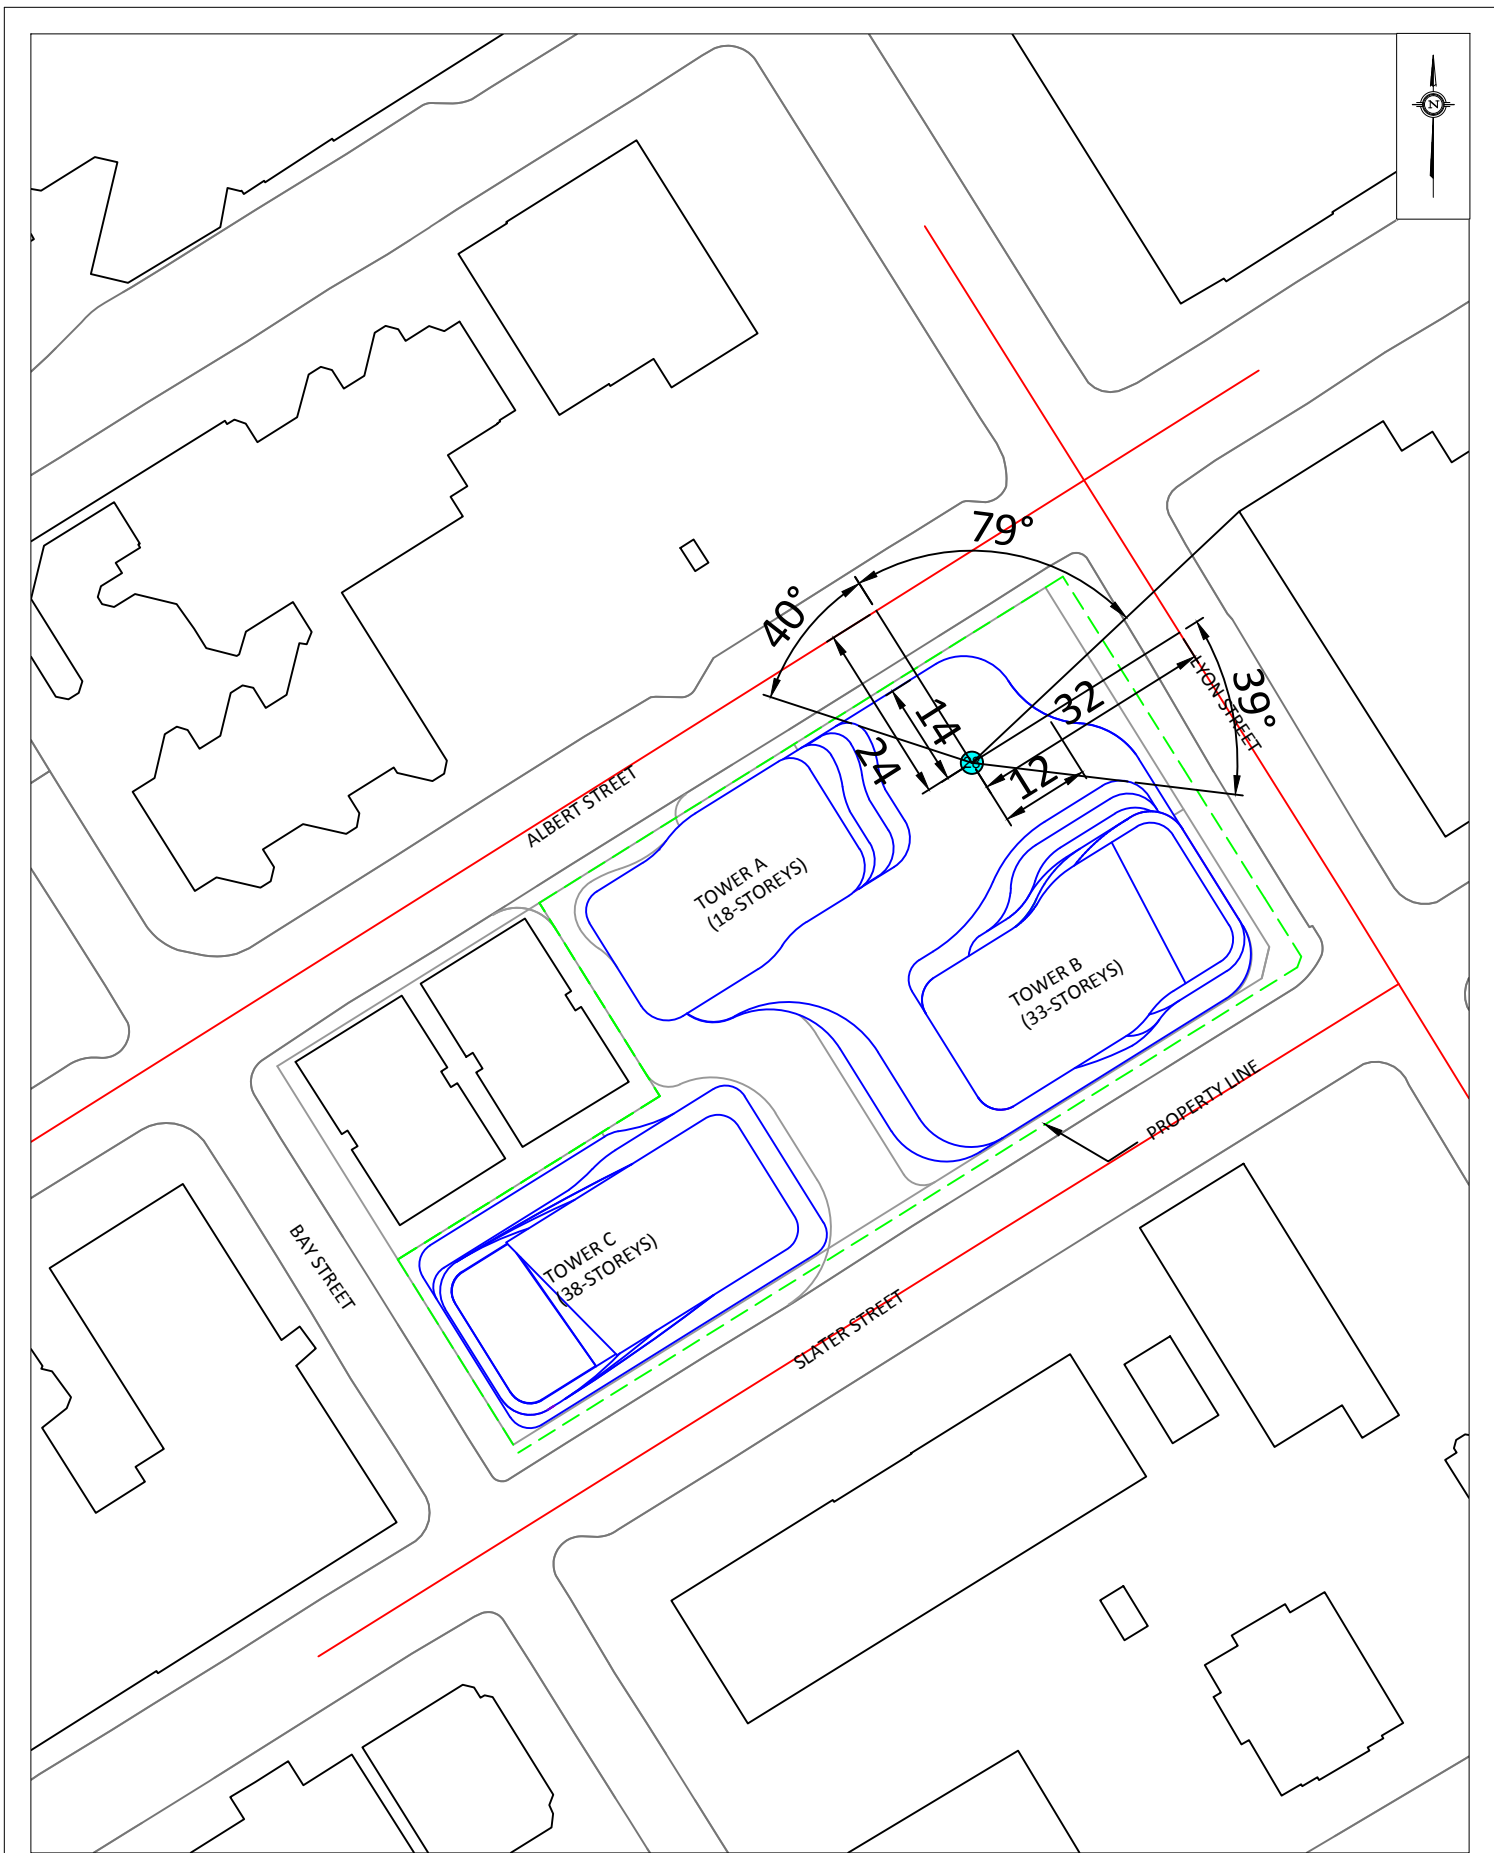 N
79°
40°
39°
32
14
24
12
LYON STREET
ALBERT STREET
TOWER A
(18-STOREYS)
TOWER B
(33-STOREYS)
PROPERTY LINE
TOWER C
(38-STOREYS)
BAY STREET
SLATER STREET